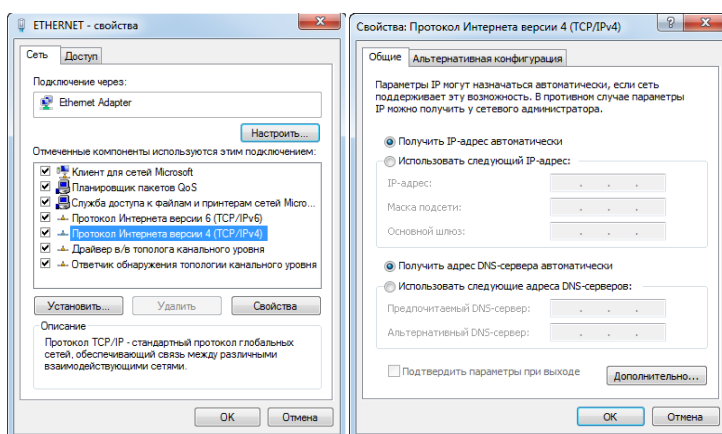 ETHERNET - свойства
Сеть
Доступ
Подключение через:
Ethernet Adapter
Настроить...
Отмеченные компоненты используются этим подключением:
Клиент для сетей Microsoft
Планировщик пакетов QoS
Служба доступа к файлам и принтерам сетей Micro...
Протокол Интернета версии 6 (TCP/IPv6)
Протокол Интернета версии 4 (TCP/IPv4)
Драйвер в/в тополога канального уровня
Ответчик обнаружения топологии канального уровня
Установить...
Удалить
Свойства
Описание
Протокол TCP/IP - стандартный протокол глобальных
сетей, обеспечивающий связь между различными
взаимодействующими сетями.
OK
Отмена
Свойства: Протокол Интернета версии 4 (TCP/IPv4)
Общие
Альтернативная конфигурация
Параметры IP могут назначаться автоматически, если сеть
поддерживает эту возможность. В противном случае параметры
IP можно получить у сетевого администратора.
Получить IP-адрес автоматически
Использовать следующий IP-адрес:
IP-адрес:
Маска подсети:
Основной шлюз:
Получить адрес DNS-сервера автоматически
Использовать следующие адреса DNS-серверов:
Предпочитаемый DNS-сервер:
Альтернативный DNS-сервер:
Подтвердить параметры при выходе
Дополнительно...
OK
Отмена